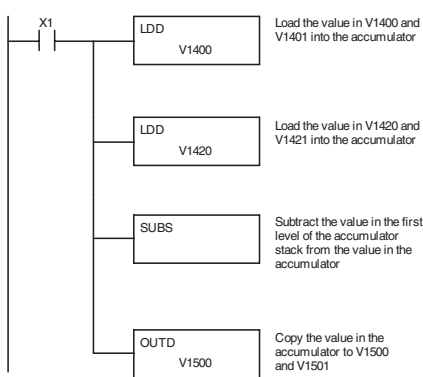 X1
LDD
V1400
Load the value in V1400 and
V1401 into the accumulator
LDD
V1420
Load the value in V1420 and
V1421 into the accumulator
SUBS
Subtract the value in the first
level of the accumulator
stack from the value in the
accumulator
OUTD
V1500
Copy the value in the
accumulator to V1500
and V1501